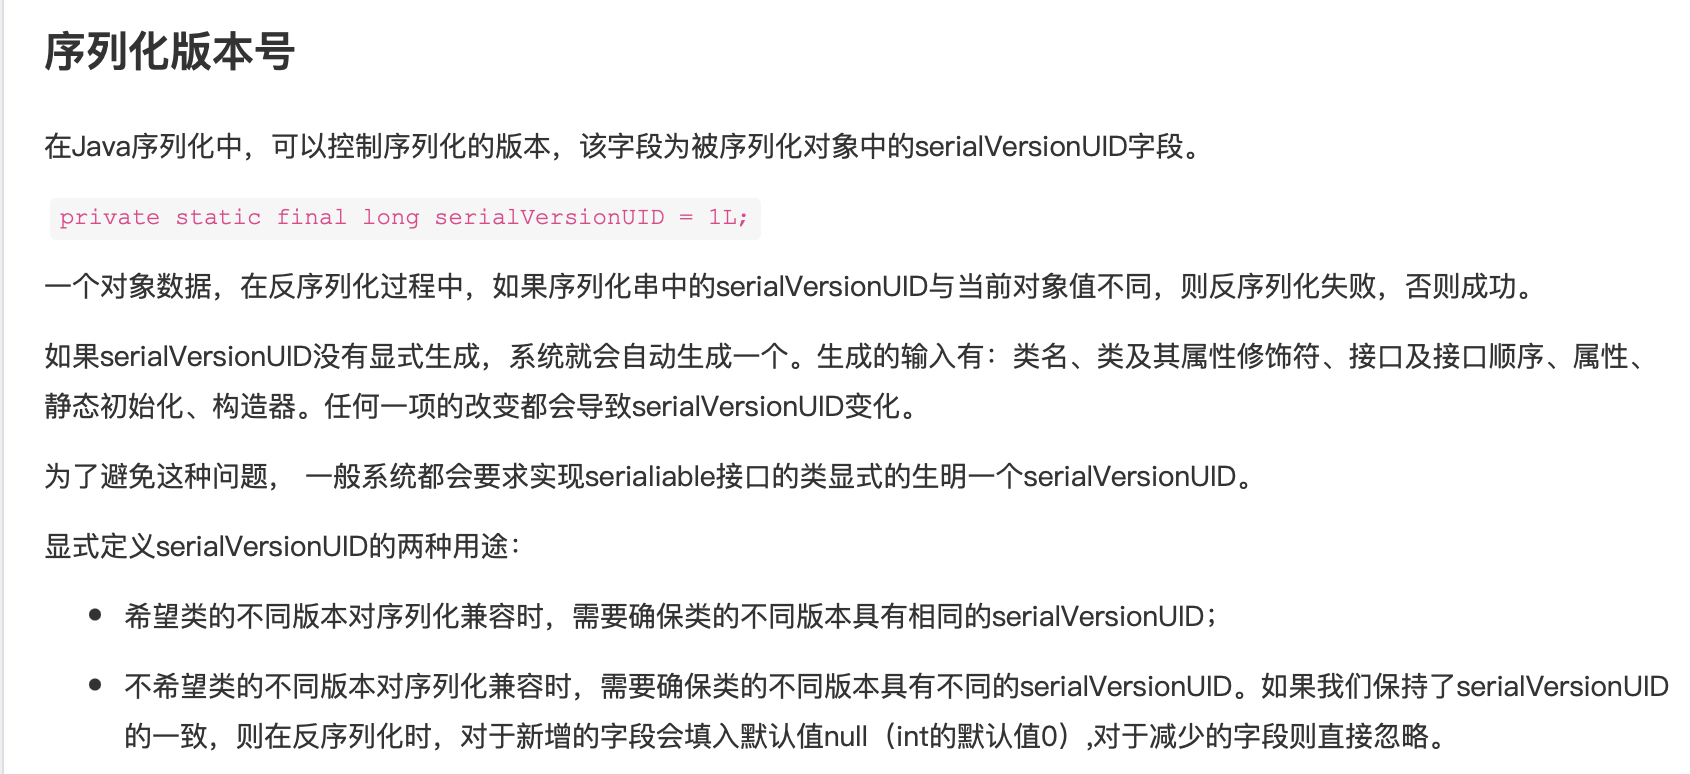 序列化版本号
在Java序列化中，可以控制序列化的版本，该字段为被序列化对象中的serialVersionUID字段。
private static final long serialVersionUID = 1L;
一个对象数据，在反序列化过程中，如果序列化串中的serialVersionUID与当前对象值不同，则反序列化失败，否则成功。
如果serialVersionUID没有显式生成，系统就会自动生成一个。生成的输入有：类名、类及其属性修饰符、接口及接口顺序、属性、
静态初始化、构造器。任何一项的改变都会导致serialVersionUID变化。
为了避免这种问题， 一般系统都会要求实现serialiable接口的类显式的生明一个serialVersionUID。
显式定义serialVersionUID的两种用途：
• 希望类的不同版本对序列化兼容时，需要确保类的不同版本具有相同的serialVersionUID；
• 不希望类的不同版本对序列化兼容时，需要确保类的不同版本具有不同的serialVersionUID。如果我们保持了serialVersionUID
的一致，则在反序列化时，对于新增的字段会填入默认值null（int的默认值0）,对于减少的字段则直接忽略。